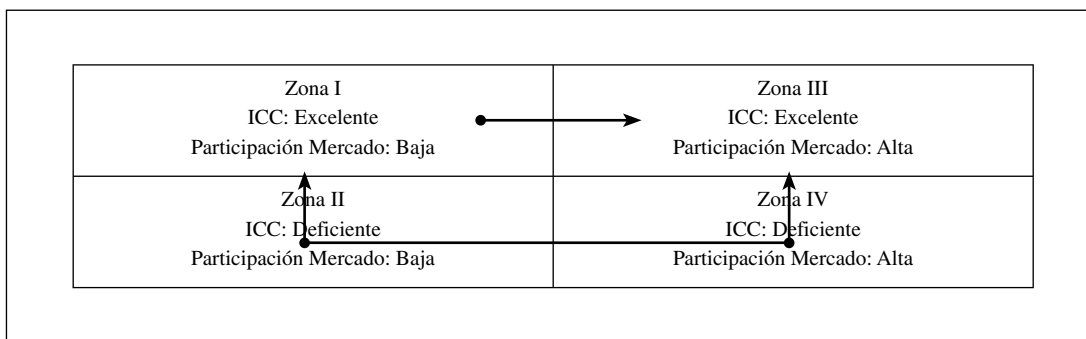 Zona I
ICC: Excelente
Participación Mercado: Baja
Zona III
ICC: Excelente
Participación Mercado: Alta
Zona II
ICC: Deficiente
Participación Mercado: Baja
Zona IV
ICC: Deficiente
Participación Mercado: Alta